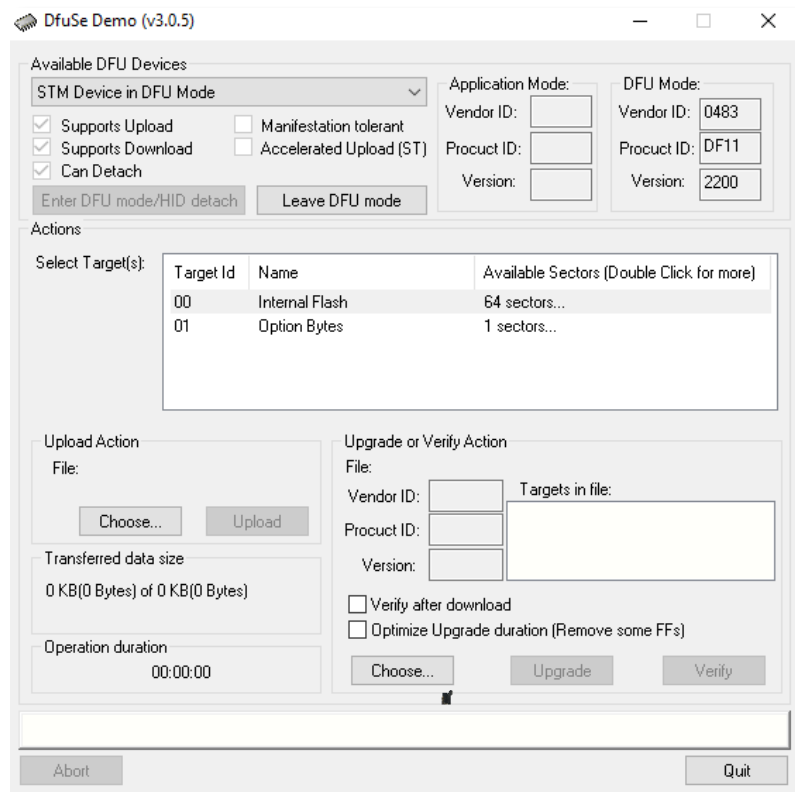 DfuSe Demo (v3.0.5)
Available DFU Devices
STM Device in DFU Mode
Supports Upload
Manifestation tolerant
Supports Download
Accelerated Upload (ST)
Can Detach
Enter DFU mode/HID detach
Leave DFU mode
Application Mode:
Vendor ID:
Procuct ID:
Version:
DFU Mode:
Vendor ID: 0483
Procuct ID: DF11
Version: 2200
Actions
Select Target(s):
Target Id Name Available Sectors (Double Click for more)
00 Internal Flash 64 sectors...
01 Option Bytes 1 sectors...
Upload Action
File:
Choose... Upload
Transferred data size
0 KB(0 Bytes) of 0 KB(0 Bytes)
Operation duration
00:00:00
Upgrade or Verify Action
File:
Vendor ID:
Procuct ID:
Version:
Targets in file:
Verify after download
Optimize Upgrade duration (Remove some FFs)
Choose... Upgrade Verify
Abort Quit